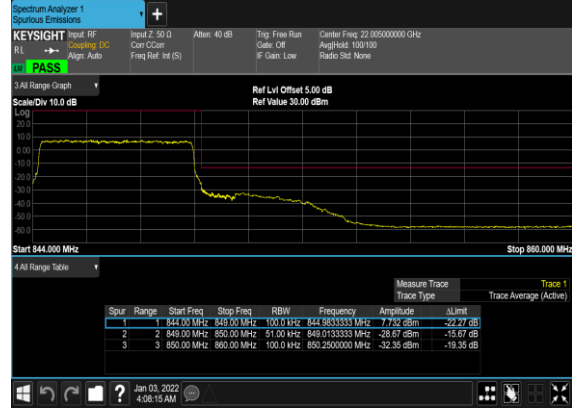 Spectrum Analyzer 1
Spurious Emissions
+
KEYSIGHT Input: RF Input Z: 50 Ω Atten: 40 dB Trig: Free Run Center Freq: 22.005000000 GHz
RL Coupling: DC Corr CCorr Gate: Off Avg|Hold: 100/100
Align: Auto Freq Ref: Int (S) IF Gain: Low Radio Std: None
PASS
3 All Range Graph Ref Lvl Offset 5.00 dB
Scale/Div 10.0 dB Ref Value 30.00 dBm
Log
20.0
10.0
0.00
-10.0
-20.0
-30.0
-40.0
-50.0
-60.0
Start 844.000 MHz Stop 860.000 MHz
4 All Range Table
Measure Trace Trace 1
Trace Type Trace Average (Active)
Spur Range Start Freq Stop Freq RBW Frequency Amplitude ΔLimit
1 1 844.00 MHz 849.00 MHz 100.0 kHz 844.9833333 MHz 7.732 dBm -22.27 dB
2 2 849.00 MHz 850.00 MHz 51.00 kHz 849.0133333 MHz -28.67 dBm -15.67 dB
3 3 850.00 MHz 860.00 MHz 100.0 kHz 850.2500000 MHz -32.35 dBm -19.35 dB
? Jan 03, 2022
4:08:15 AM